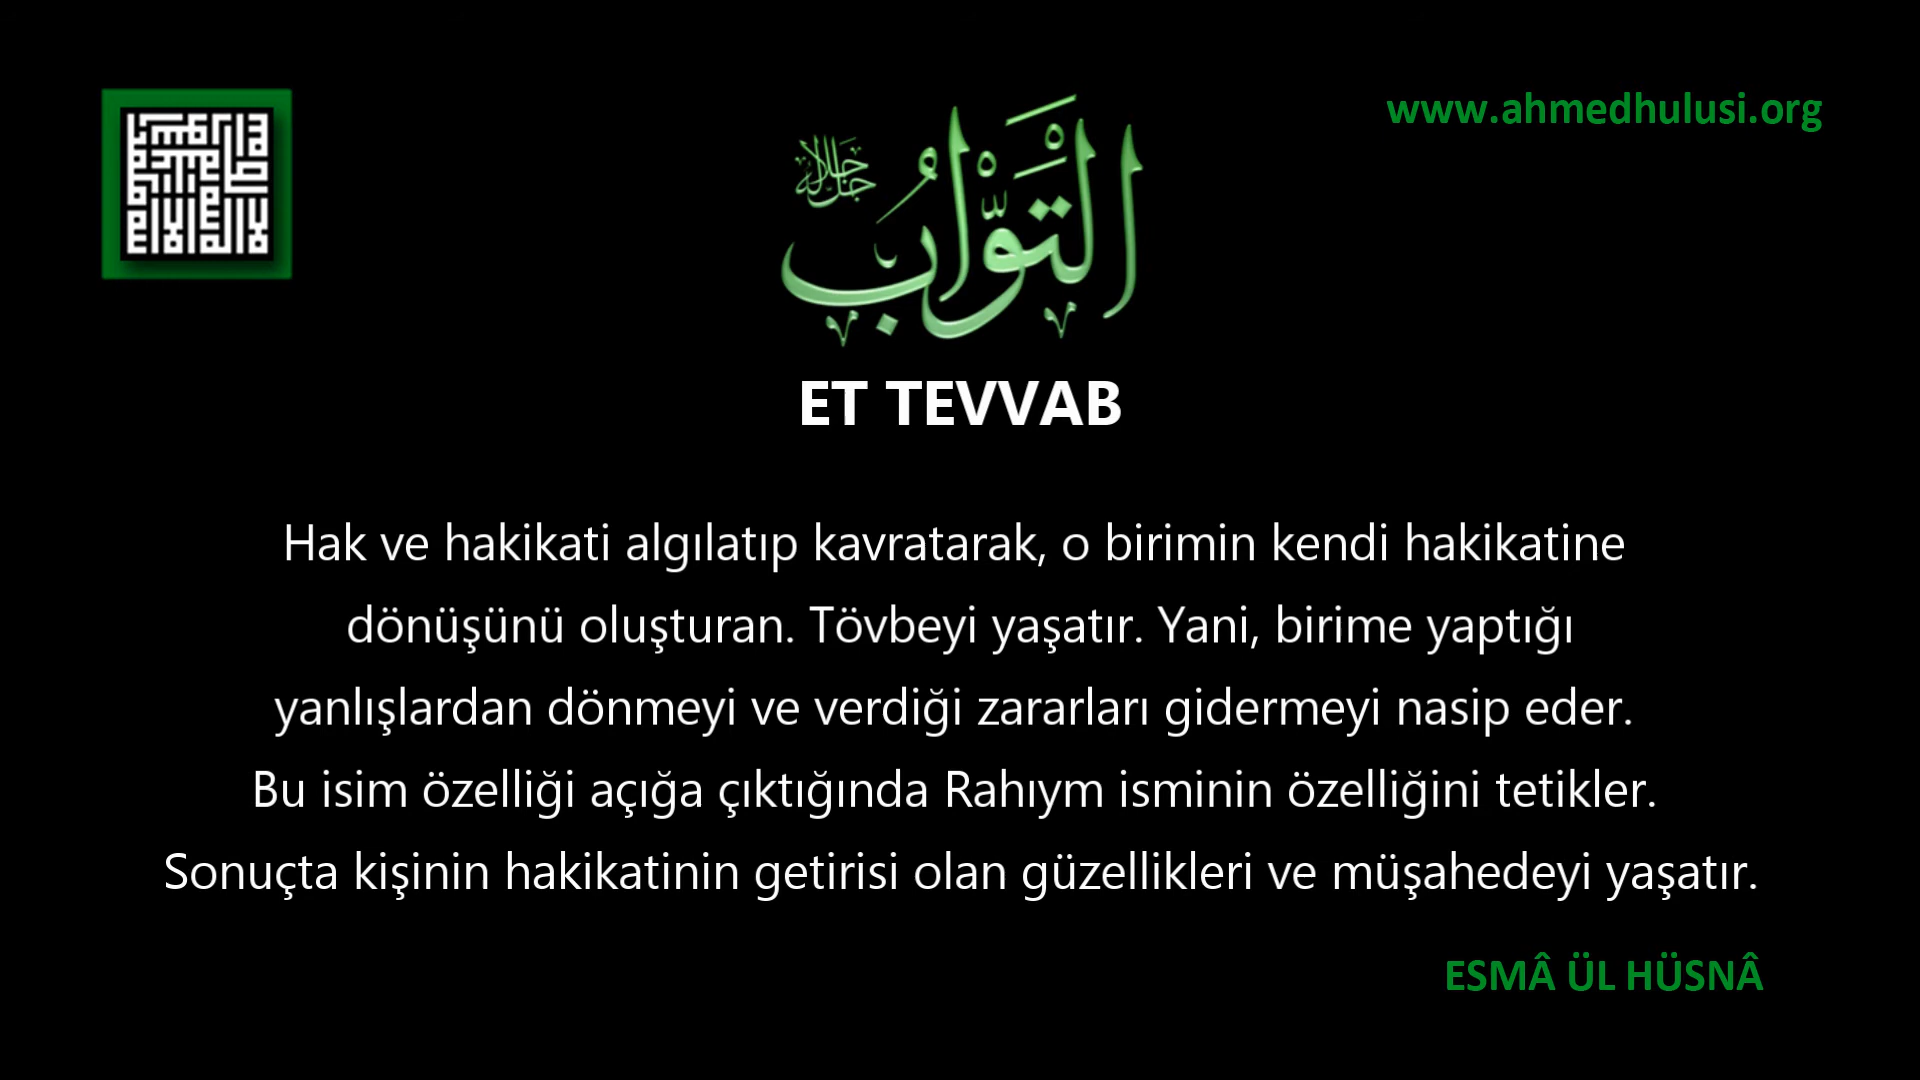 www.ahmedhulusi.org
التَّوَّابُ
جل جلاله
ET TEVVAB
Hak ve hakikati algılatıp kavratarak, o birimin kendi hakikatine
dönüşünü oluşturan. Tövbeyi yaşatır. Yani, birime yaptığı
yanlışlardan dönmeyi ve verdiği zararları gidermeyi nasip eder.
Bu isim özelliği açığa çıktığında Rahıym isminin özelliğini tetikler.
Sonuçta kişinin hakikatinin getirisi olan güzellikleri ve müşahedeyi yaşatır.
ESMÂ ÜL HÜSNÂ